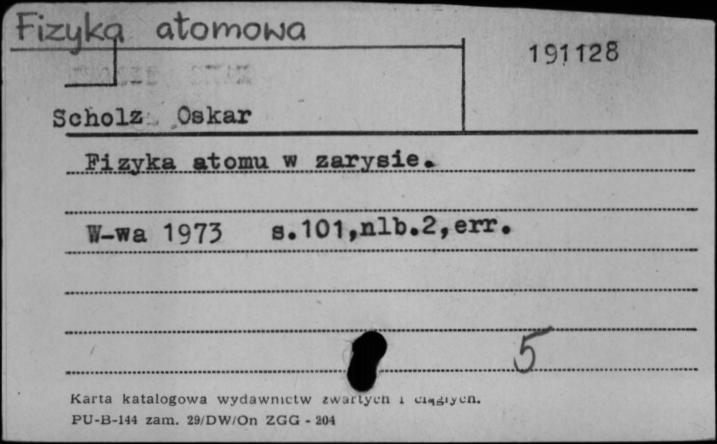 Fizyka atomowa
191128
Scholz Oskar
Fizyka atomu w zarysie.
W-wa 1973 s.101,nlb.2,err.
5
Karta katalogowa wydawnictw zwartych i ciągłych.
PU-B-144 zam. 29/DW/On ZGG - 204